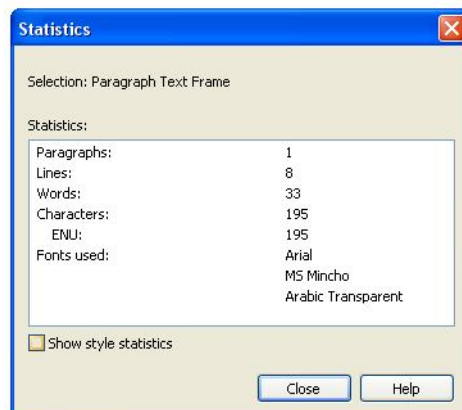 Statistics
Selection: Paragraph Text Frame
Statistics:
Paragraphs: 1
Lines: 8
Words: 33
Characters: 195
ENU: 195
Fonts used: Arial
MS Mincho
Arabic Transparent
Show style statistics
Close Help